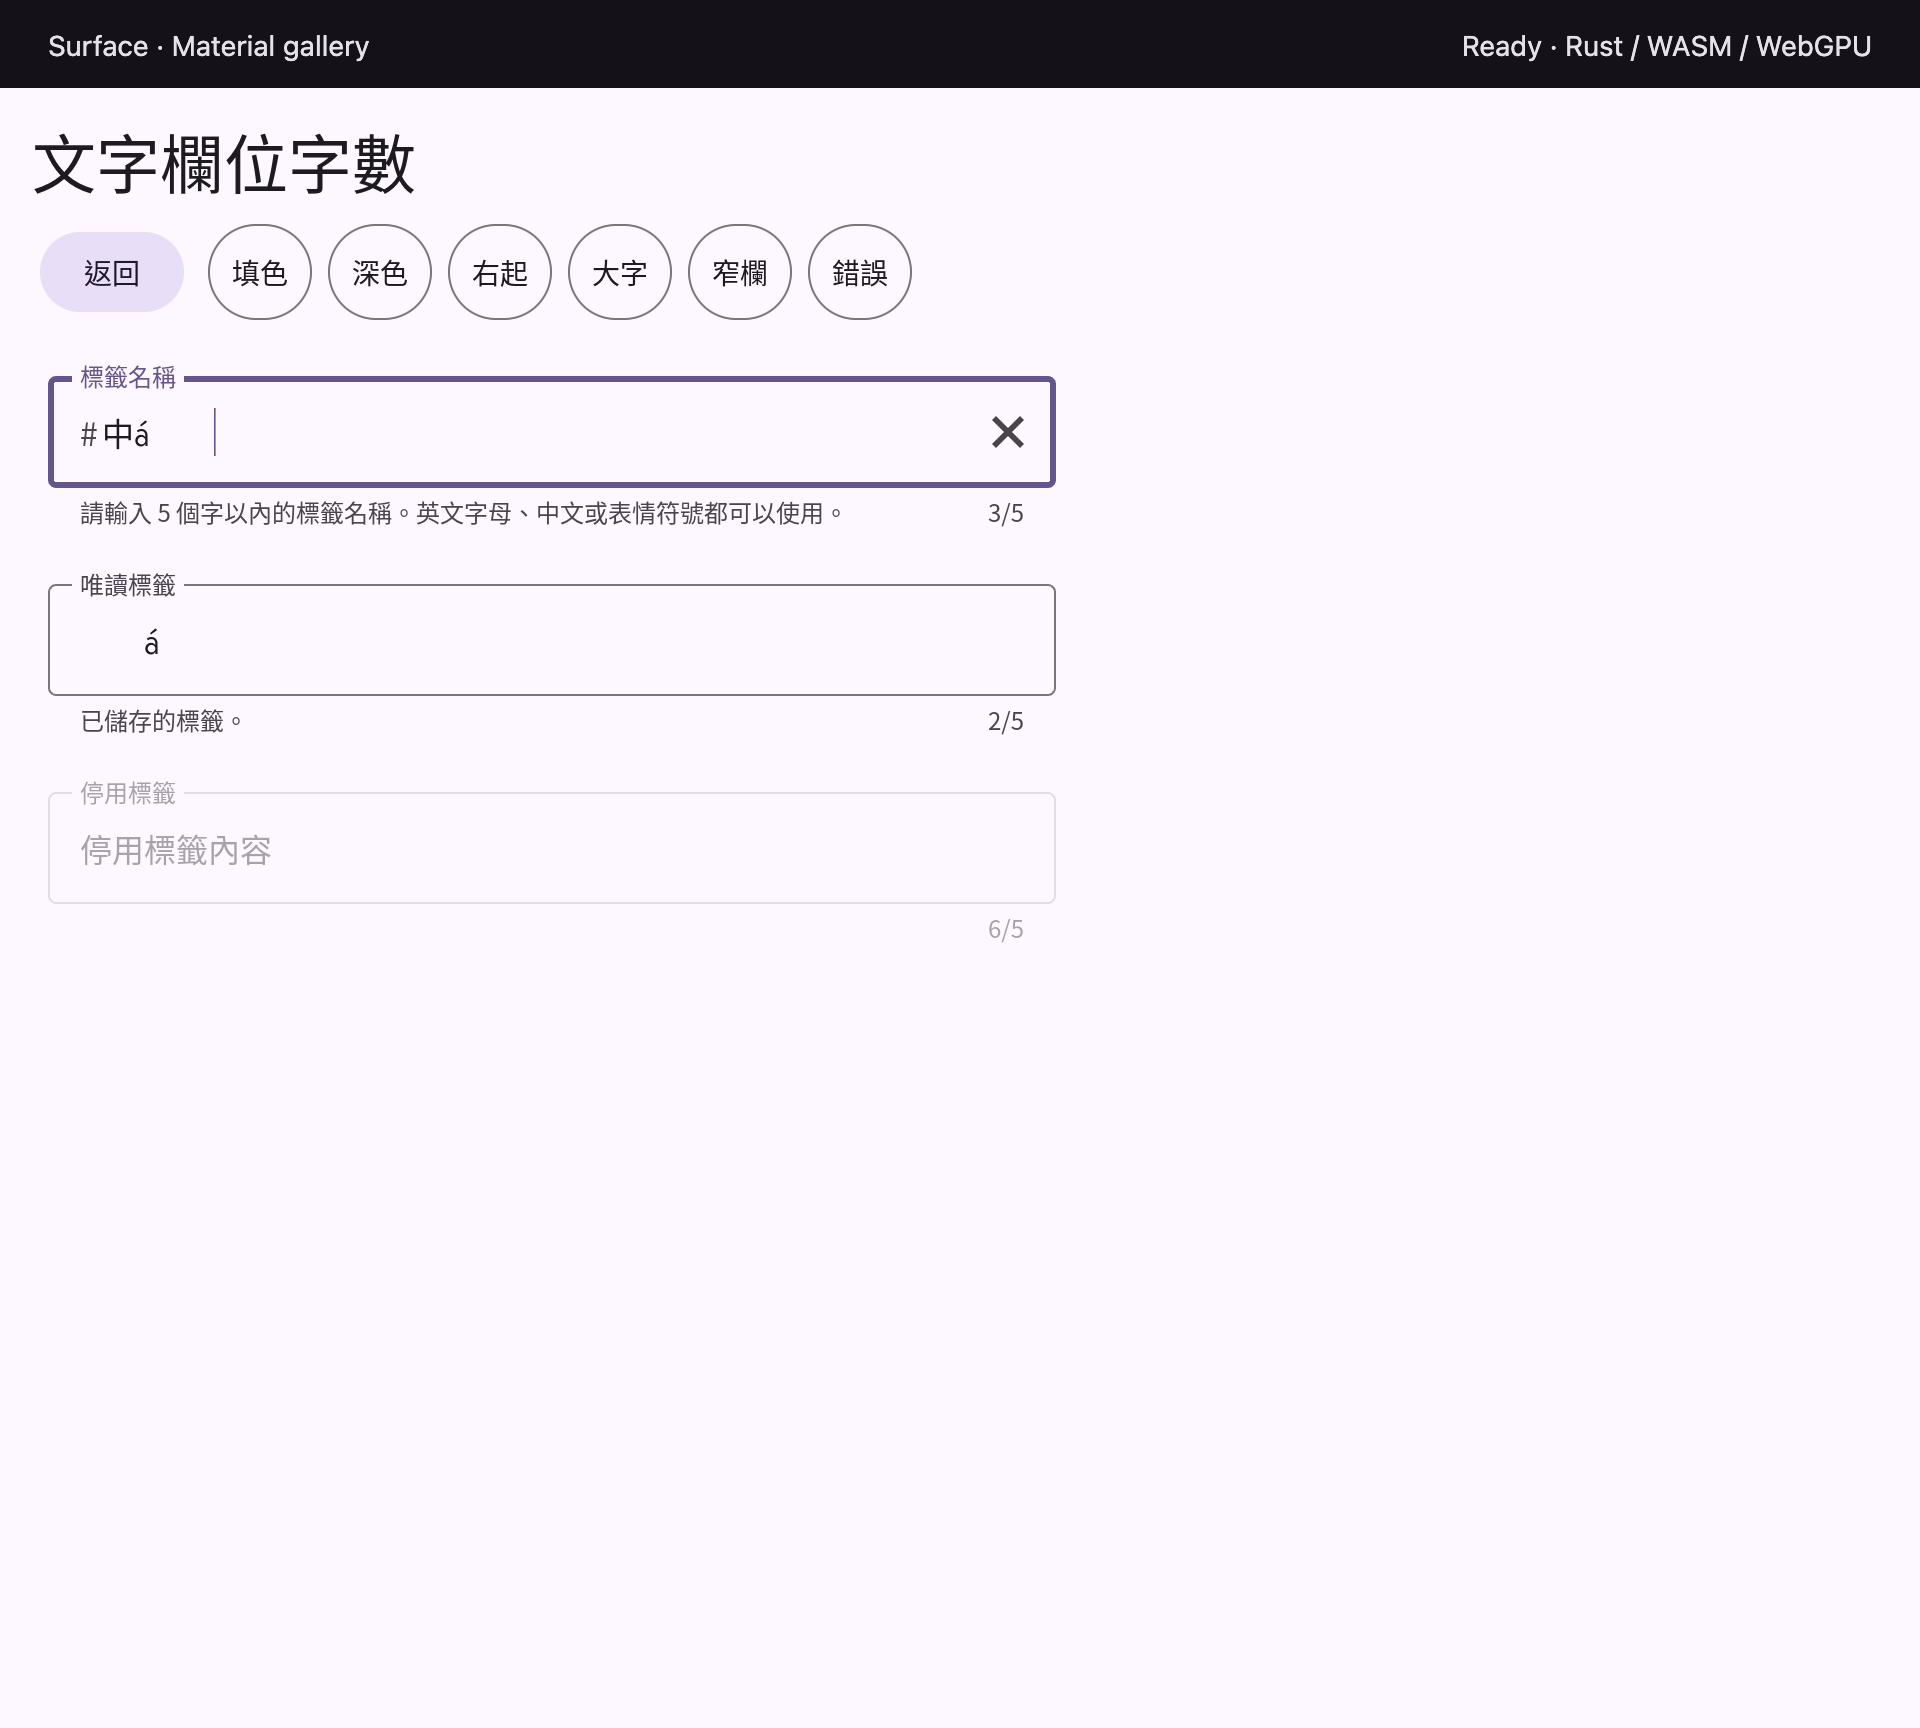 Surface · Material gallery
Ready · Rust / WASM / WebGPU
文字欄位字數
返回 填色 深色 右起 大字 窄欄 錯誤
標籤名稱
#中á
請輸入 5 個字以內的標籤名稱。英文字母、中文或表情符號都可以使用。 3/5
唯讀標籤
á
已儲存的標籤。 2/5
停用標籤
停用標籤內容
6/5